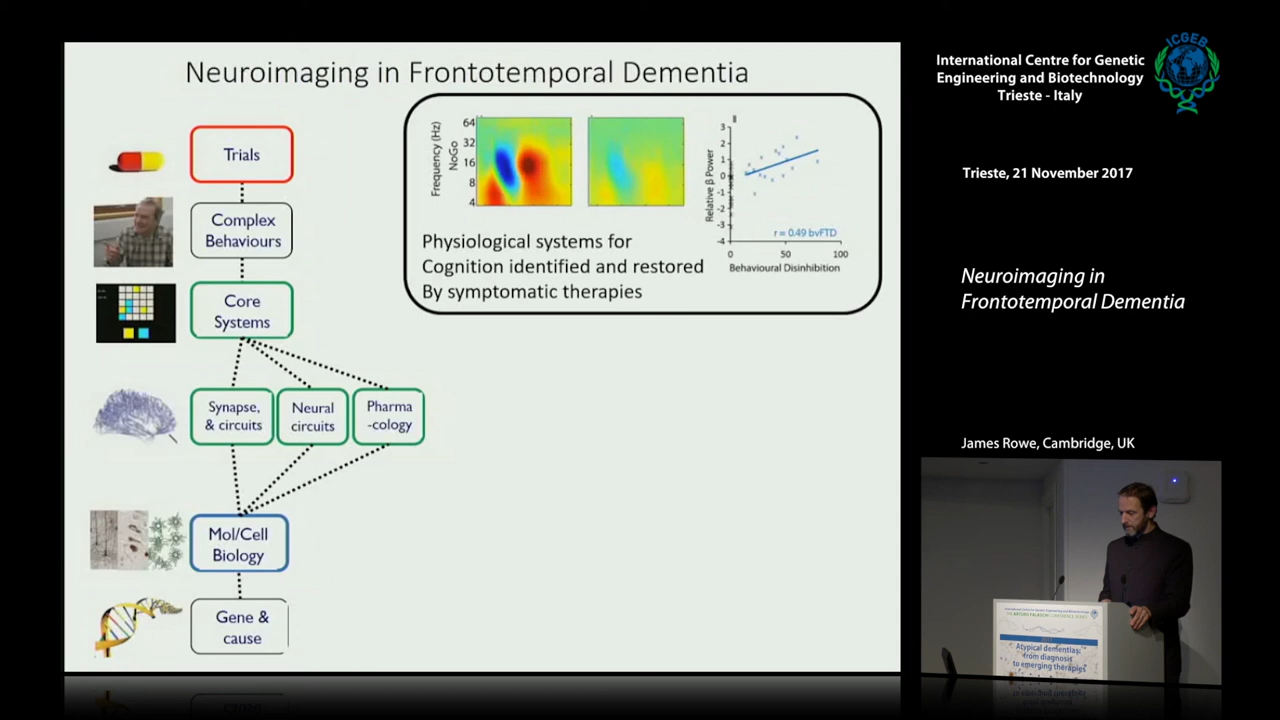 Neuroimaging in Frontotemporal Dementia
Trials
Complex
Behaviours
Core
Systems
Synapse,
& circuits
Neural
circuits
Pharma
-cology
Mol/Cell
Biology
Gene &
cause
Frequency (Hz)
NoGo
64
32
16
8
4
Physiological systems for
Cognition identified and restored
By symptomatic therapies
Relative β Power
3
2
1
0
-1
-2
-3
-4
r = 0.49 bvFTD
0
50
100
Behavioural Disinhibition
International Centre for Genetic
Engineering and Biotechnology
Trieste - Italy
ICGEB
Trieste, 21 November 2017
Neuroimaging in
Frontotemporal Dementia
James Rowe, Cambridge, UK
Atypical dementias:
from diagnosis
to emerging therapies